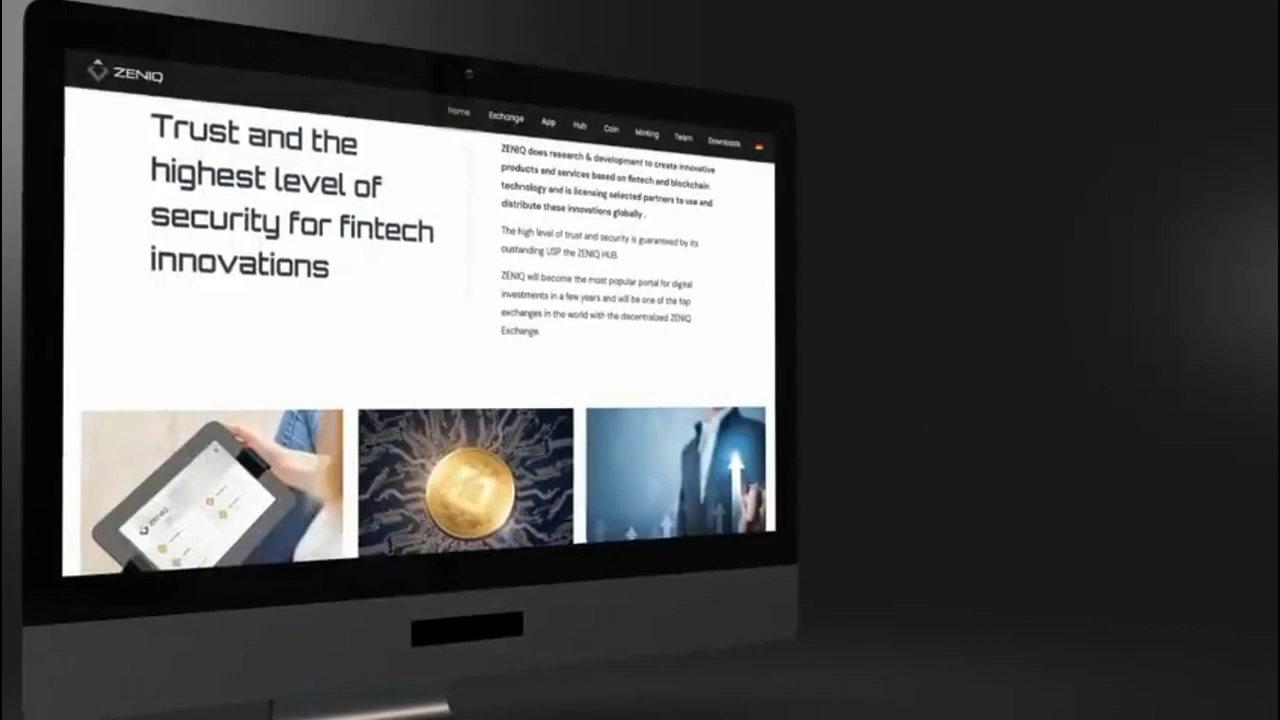 ZENIQ
Home Exchange App Hub Coin Minting Team Downloads
Trust and the
highest level of
security for fintech
innovations
ZENIQ does research & development to create innovative
products and services based on fintech and blockchain
technology and is licensing selected partners to use and
distribute these innovations globally .
The high level of trust and security is guaranteed by its
oustanding USP the ZENIQ HUB.
ZENIQ will become the most popular portal for digital
investments in a few years and will be one of the top
exchanges in the world with the decentralized ZENIQ
Exchange.
ZENIQ